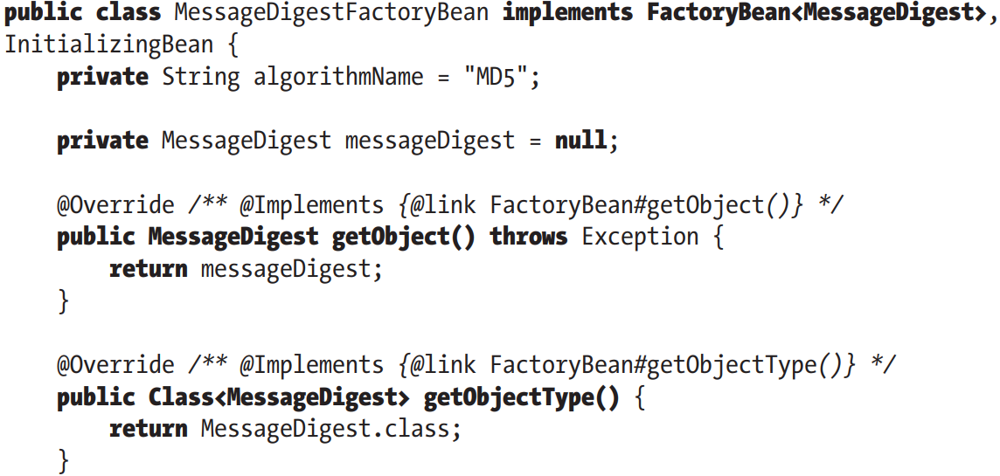 public class MessageDigestFactoryBean implements FactoryBean<MessageDigest>,
InitializingBean {
    private String algorithmName = "MD5";

    private MessageDigest messageDigest = null;

    @Override /** @Implements {@link FactoryBean#getObject()} */
    public MessageDigest getObject() throws Exception {
        return messageDigest;
    }

    @Override /** @Implements {@link FactoryBean#getObjectType()} */
    public Class<MessageDigest> getObjectType() {
        return MessageDigest.class;
    }